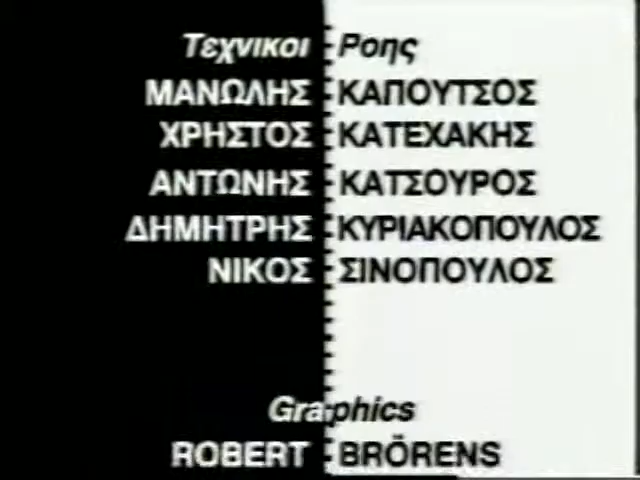 Τεχνικοι Ροης
ΜΑΝΩΛΗΣ ΚΑΠΟΥΤΣΟΣ
ΧΡΗΣΤΟΣ ΚΑΤΕΧΑΚΗΣ
ΑΝΤΩΝΗΣ ΚΑΤΣΟΥΡΟΣ
ΔΗΜΗΤΡΗΣ ΚΥΡΙΑΚΟΠΟΥΛΟΣ
ΝΙΚΟΣ ΣΙΝΟΠΟΥΛΟΣ
Graphics
ROBERT BRÖRENS